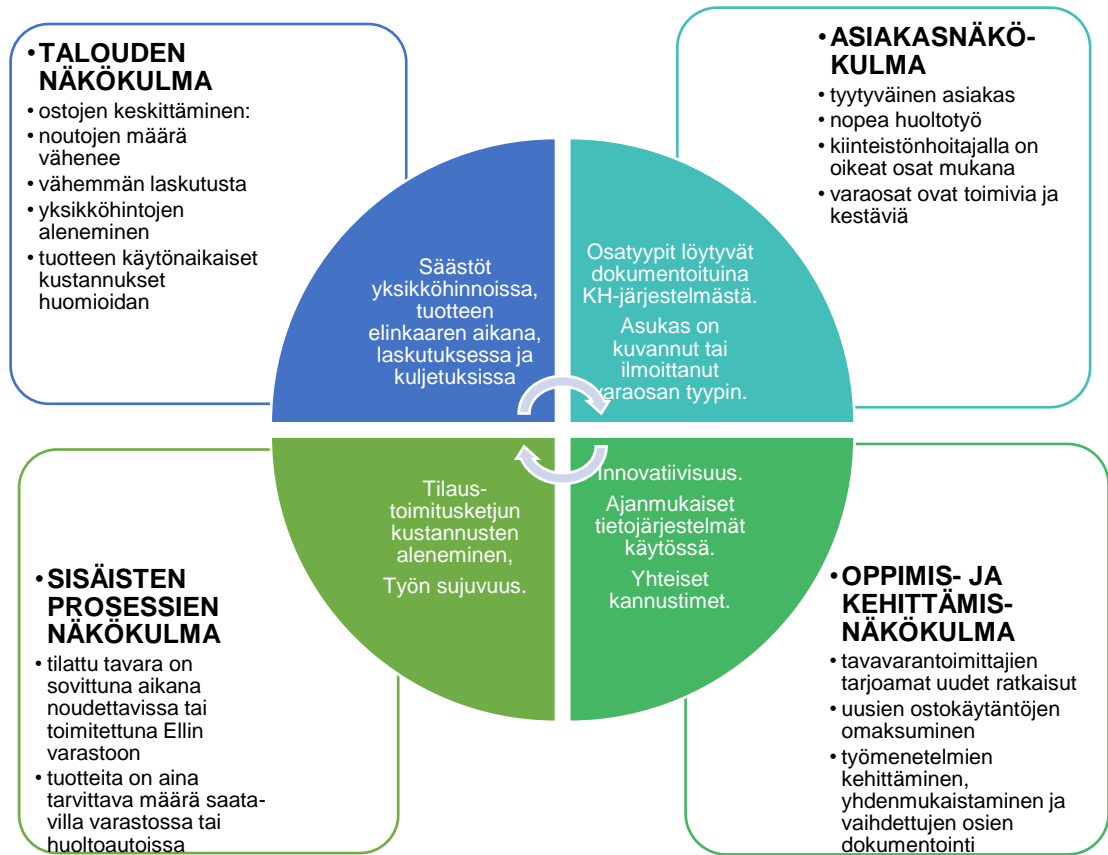 •TALOUDEN
NÄKÖKULMA
• ostojen keskittäminen:
• noutojen määrä
vähenee
• vähemmän laskutusta
• yksikköhintojen
aleneminen
• tuotteen käytönaikaiset
kustannukset
huomioidan
•ASIAKASNÄKÖ-
KULMA
• tyytyväinen asiakas
• nopea huoltotyö
• kiinteistönhoitajalla on
oikeat osat mukana
• varaosat ovat toimivia ja
kestäviä
Säästöt
yksikköhinnoissa,
tuotteen
elinkaaren aikana,
laskutuksessa ja
kuljetuksissa
Osatyypit löytyvät
dokumentoituina
KH-järjestelmästä.
Asukas on
kuvannut tai
ilmoittanut
varaosan tyypin.
Tilaus-
toimitusketjun
kustannusten
aleneminen,
Työn sujuvuus.
Innovatiivisuus.
Ajanmukaiset
tietojärjestelmät
käytössä.
Yhteiset
kannustimet.
•SISÄISTEN
PROSESSIEN
NÄKÖKULMA
• tilattu tavara on
sovittuna aikana
noudettavissa tai
toimitettuna Ellin
varastoon
• tuotteita on aina
tarvittava määrä saata-
villa varastossa tai
huoltoautoissa
•OPPIMIS- JA
KEHITTÄMIS-
NÄKÖKULMA
• tavavarantoimittajien
tarjoamat uudet ratkaisut
• uusien ostokäytäntöjen
omaksuminen
• työmenetelmien
kehittäminen,
yhdenmukaistaminen ja
vaihdettujen osien
dokumentointi